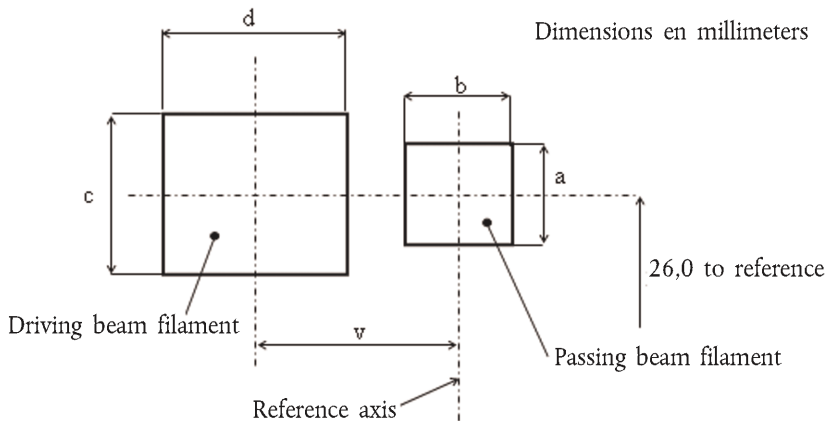 d
Dimensions en millimeters
b
a
c
26,0 to reference
Driving beam filament
v
Passing beam filament
Reference axis